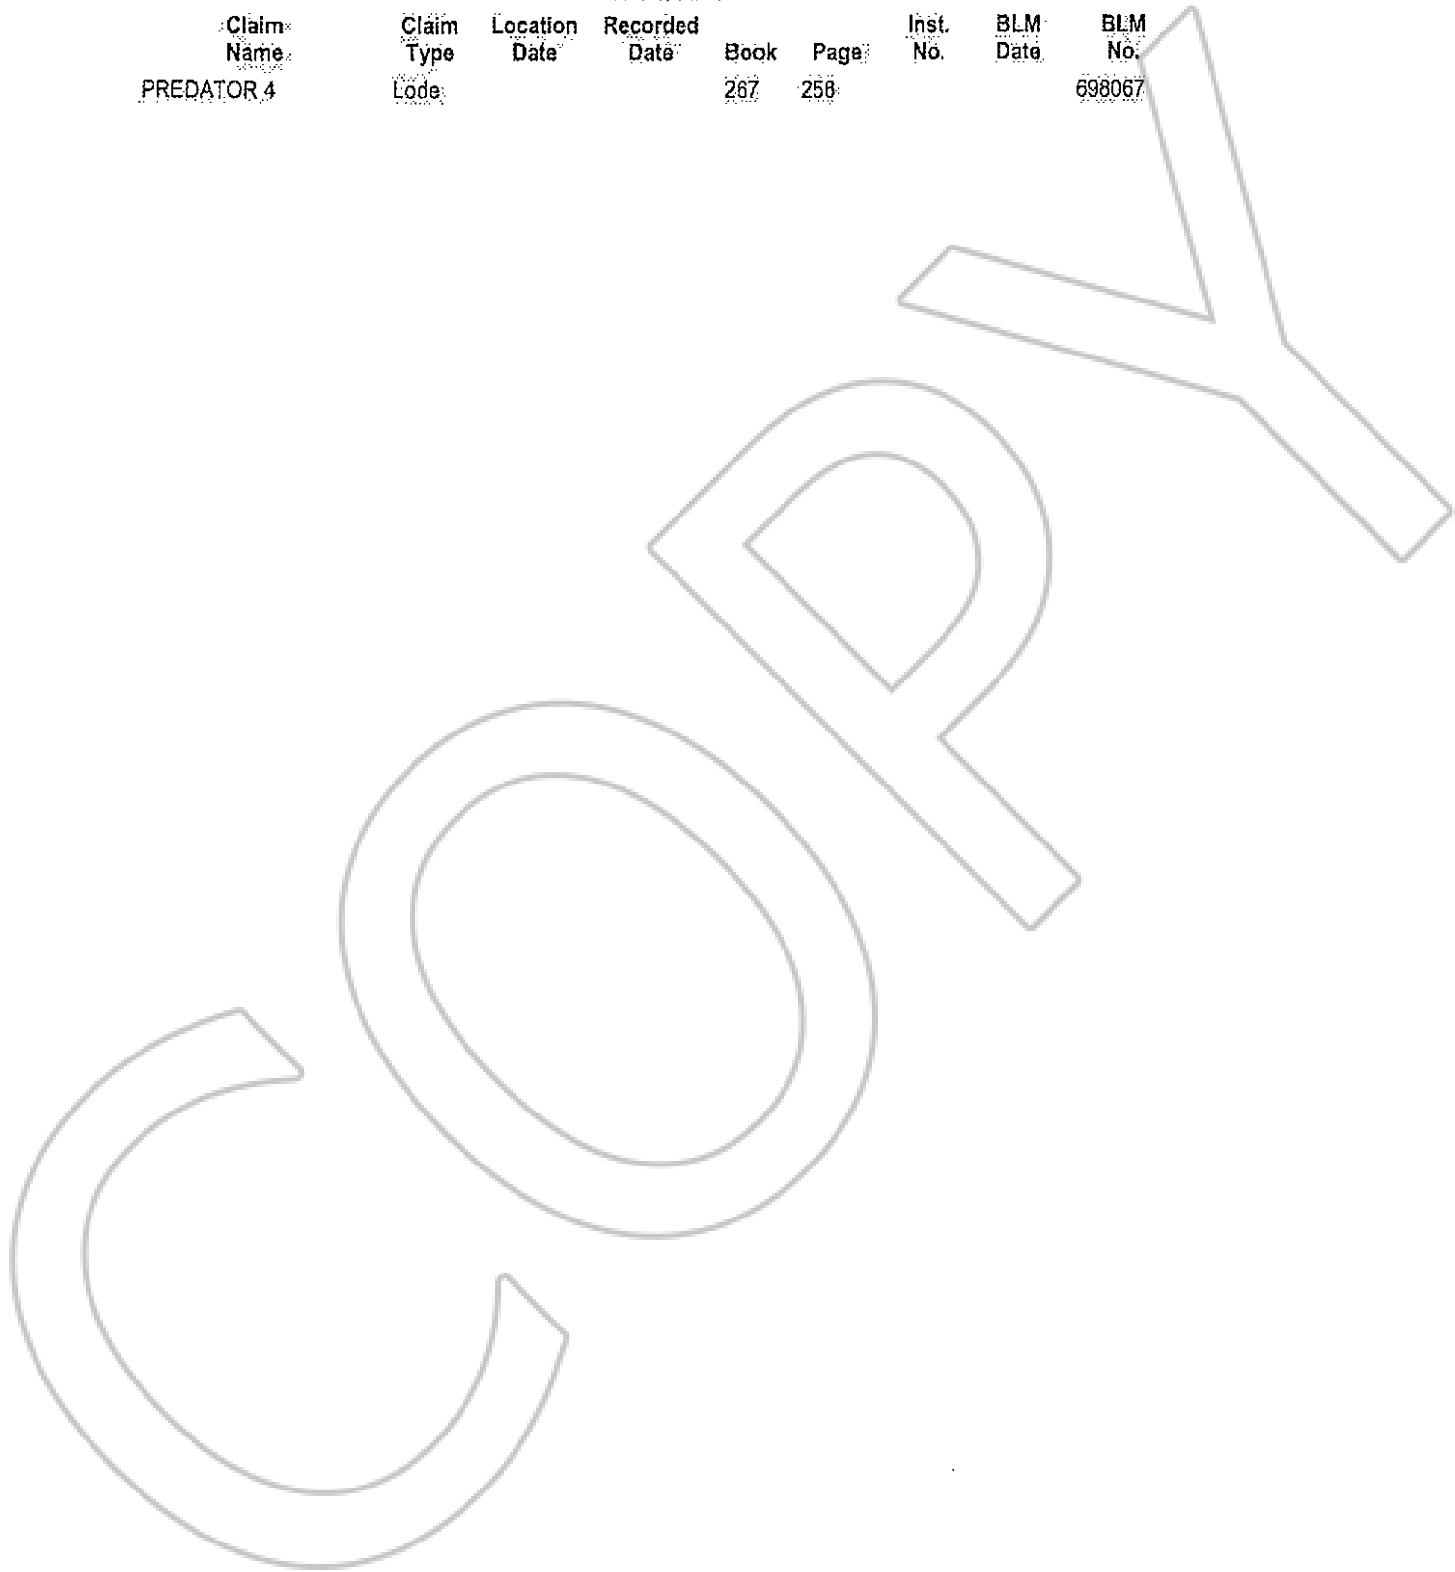 Claim Claim Location Recorded Inst. BLM BLM
Name Type Date Date Book Page No. Date No.
PREDATOR 4 Lode 267 258 698067
COPY